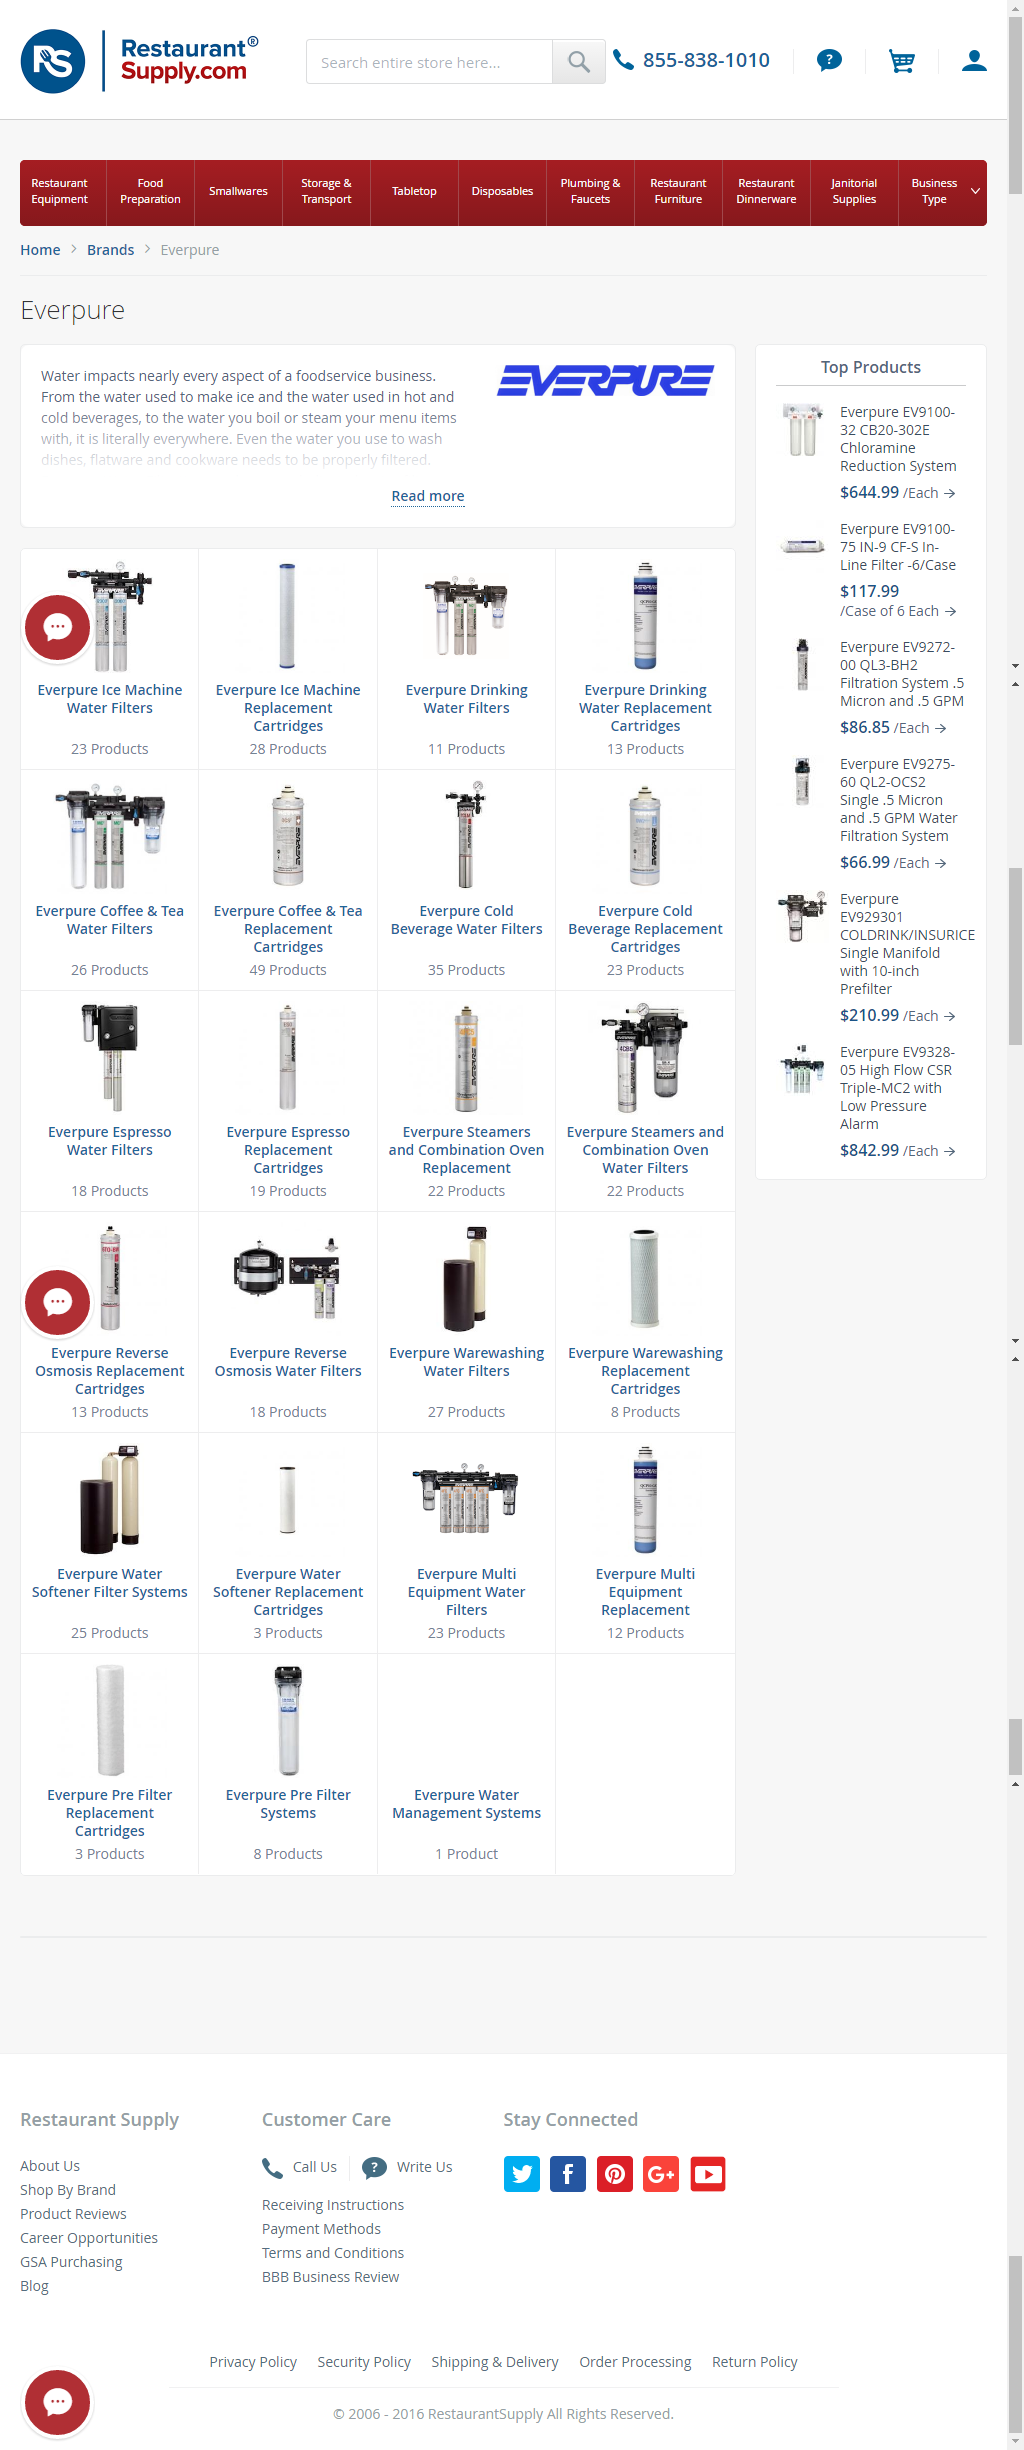 RS
Restaurant®
Supply.com
Search entire store here...
855-838-1010
?
Restaurant Equipment
Food Preparation
Smallwares
Storage & Transport
Tabletop
Disposables
Plumbing & Faucets
Restaurant Furniture
Restaurant Dinnerware
Janitorial Supplies
Business Type
Home > Brands > Everpure
Everpure
Water impacts nearly every aspect of a foodservice business.
From the water used to make ice and the water used in hot and
cold beverages, to the water you boil or steam your menu items
with, it is literally everywhere. Even the water you use to wash
dishes, flatware and cookware needs to be properly filtered.
Read more
EVERPURE
Everpure Ice Machine
Water Filters
23 Products
Everpure Ice Machine
Replacement
Cartridges
28 Products
Everpure Drinking
Water Filters
11 Products
Everpure Drinking
Water Replacement
Cartridges
13 Products
Everpure Coffee & Tea
Water Filters
26 Products
Everpure Coffee & Tea
Replacement
Cartridges
49 Products
Everpure Cold
Beverage Water Filters
35 Products
Everpure Cold
Beverage Replacement
Cartridges
23 Products
Everpure Espresso
Water Filters
18 Products
Everpure Espresso
Replacement
Cartridges
19 Products
Everpure Steamers
and Combination Oven
Replacement
22 Products
Everpure Steamers and
Combination Oven
Water Filters
22 Products
Everpure Reverse
Osmosis Replacement
Cartridges
13 Products
Everpure Reverse
Osmosis Water Filters
18 Products
Everpure Warewashing
Water Filters
27 Products
Everpure Warewashing
Replacement
Cartridges
8 Products
Everpure Water
Softener Filter Systems
25 Products
Everpure Water
Softener Replacement
Cartridges
3 Products
Everpure Multi
Equipment Water
Filters
23 Products
Everpure Multi
Equipment
Replacement
12 Products
Everpure Pre Filter
Replacement
Cartridges
3 Products
Everpure Pre Filter
Systems
8 Products
Everpure Water
Management Systems
1 Product
Top Products
Everpure EV9100-
32 CB20-302E
Chloramine
Reduction System
$644.99 /Each →
Everpure EV9100-
75 IN-9 CF-S In-
Line Filter -6/Case
$117.99
/Case of 6 Each →
Everpure EV9272-
00 QL3-BH2
Filtration System .5
Micron and .5 GPM
$86.85 /Each →
Everpure EV9275-
60 QL2-OCS2
Single .5 Micron
and .5 GPM Water
Filtration System
$66.99 /Each →
Everpure
EV929301
COLDRINK/INSURICE
Single Manifold
with 10-inch
Prefilter
$210.99 /Each →
Everpure EV9328-
05 High Flow CSR
Triple-MC2 with
Low Pressure
Alarm
$842.99 /Each →
Restaurant Supply
About Us
Shop By Brand
Product Reviews
Career Opportunities
GSA Purchasing
Blog
Customer Care
Call Us
? Write Us
Receiving Instructions
Payment Methods
Terms and Conditions
BBB Business Review
Stay Connected
f
G+
Privacy Policy Security Policy Shipping & Delivery Order Processing Return Policy
© 2006 - 2016 RestaurantSupply All Rights Reserved.